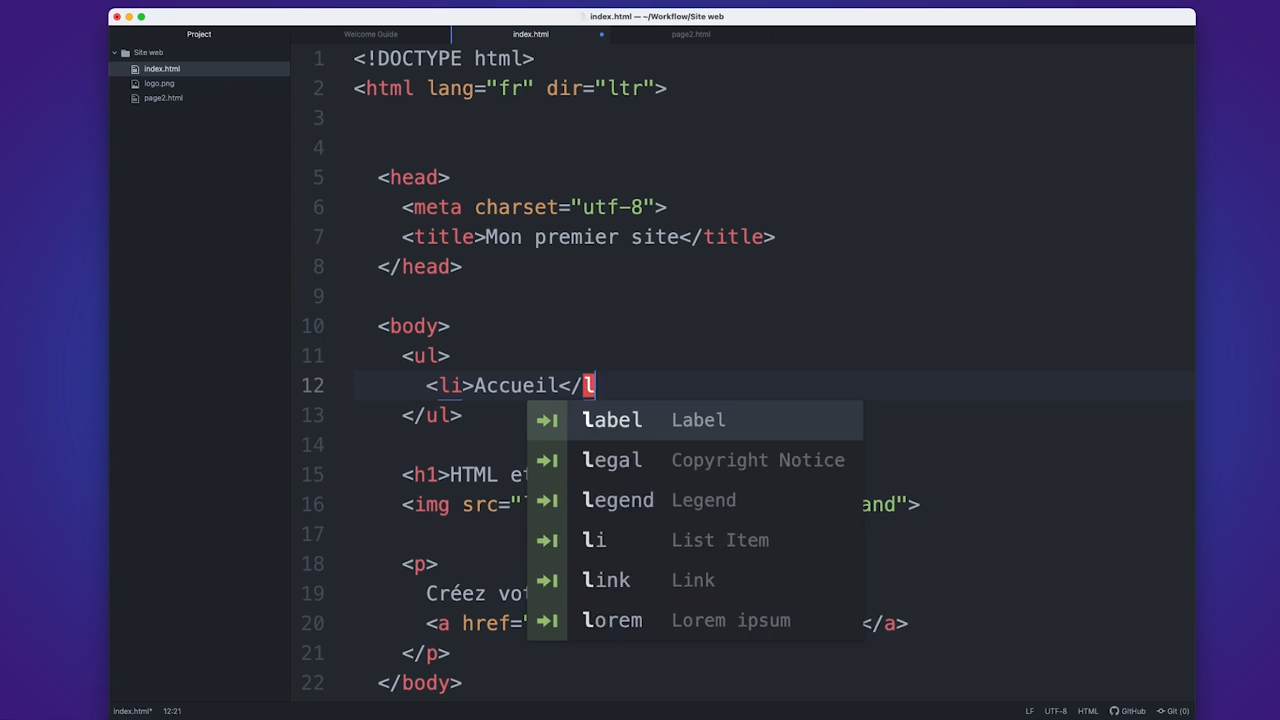 index.html — ~/Workflow/Site web
Project
Welcome Guide
index.html
page2.html
Site web
index.html
logo.png
page2.html
1 <!DOCTYPE html>
2 <html lang="fr" dir="ltr">
3
4
5 <head>
6 <meta charset="utf-8">
7 <title>Mon premier site</title>
8 </head>
9
10 <body>
11 <ul>
12 <li>Accueil</l
13 </ul>
14
15 <h1>HTML et
16 <img src=" and">
17
18 <p>
19 Créez vot
20 <a href=" </a>
21 </p>
22 </body>
label Label
legal Copyright Notice
legend Legend
li List Item
link Link
lorem Lorem ipsum
index.html* 12:21
LF UTF-8 HTML GitHub Git (0)